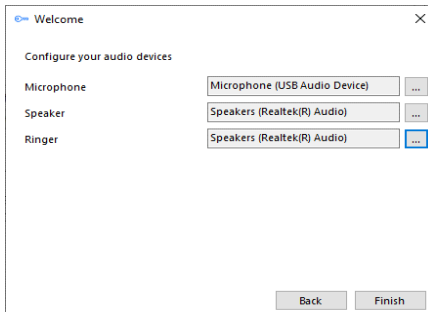 Welcome
Configure your audio devices
Microphone Microphone (USB Audio Device) ...
Speaker Speakers (Realtek(R) Audio) ...
Ringer Speakers (Realtek(R) Audio) ...
Back Finish